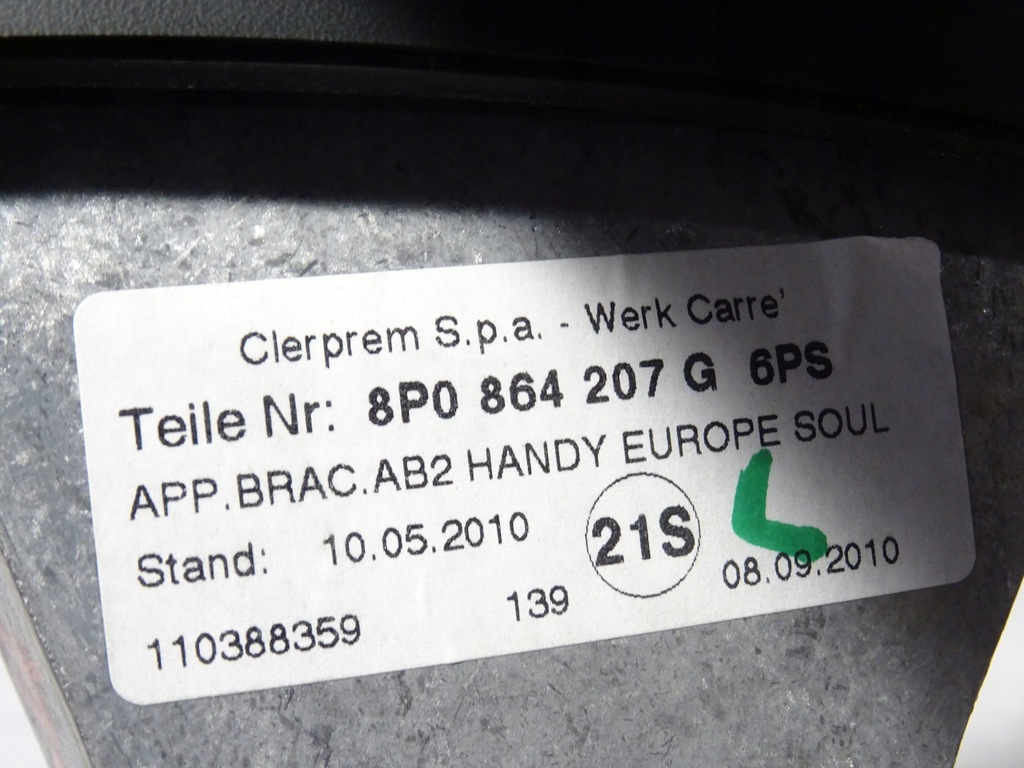 Clerprem S.p.a. - Werk Carre'
Teile Nr: 8P0 864 207 G 6PS
APP.BRAC.AB2 HANDY EUROPE SOUL
Stand: 10.05.2010 21S 08.09.2010
110388359 139